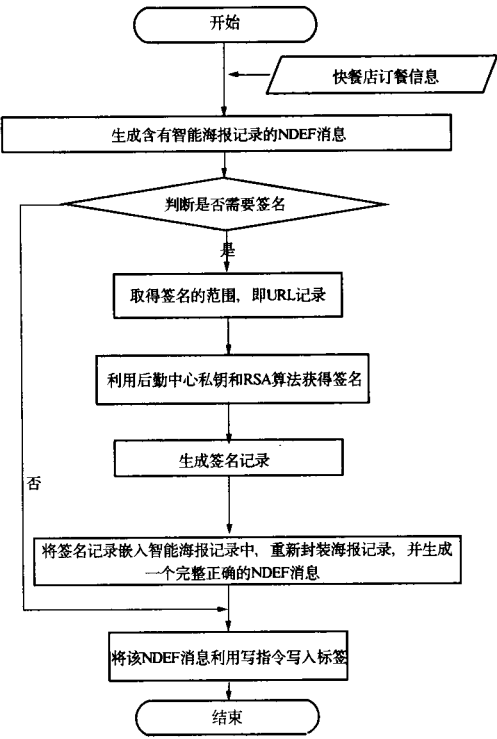 开始
快餐店订餐信息
生成含有智能海报记录的NDEF消息
判断是否需要签名
是
取得签名的范围，即URL记录
利用后勤中心私钥和RSA算法获得签名
生成签名记录
否
将签名记录嵌入智能海报记录中，重新封装海报记录，并生成
一个完整正确的NDEF消息
将该NDEF消息利用写指令写入标签
结束